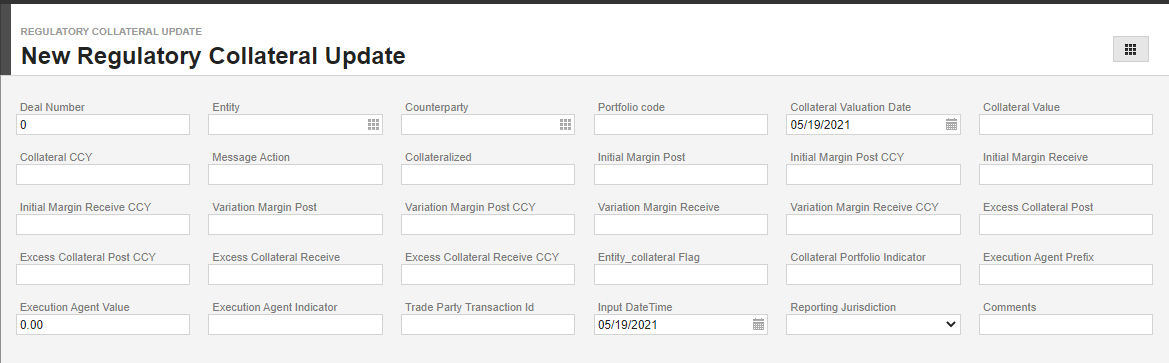 REGULATORY COLLATERAL UPDATE
New Regulatory Collateral Update
Deal Number Entity Counterparty Portfolio code Collateral Valuation Date Collateral Value
0 05/19/2021
Collateral CCY Message Action Collateralized Initial Margin Post Initial Margin Post CCY Initial Margin Receive
Initial Margin Receive CCY Variation Margin Post Variation Margin Post CCY Variation Margin Receive Variation Margin Receive CCY Excess Collateral Post
Excess Collateral Post CCY Excess Collateral Receive Excess Collateral Receive CCY Entity_collateral Flag Collateral Portfolio Indicator Execution Agent Prefix
Execution Agent Value Execution Agent Indicator Trade Party Transaction Id Input DateTime Reporting Jurisdiction Comments
0.00 05/19/2021